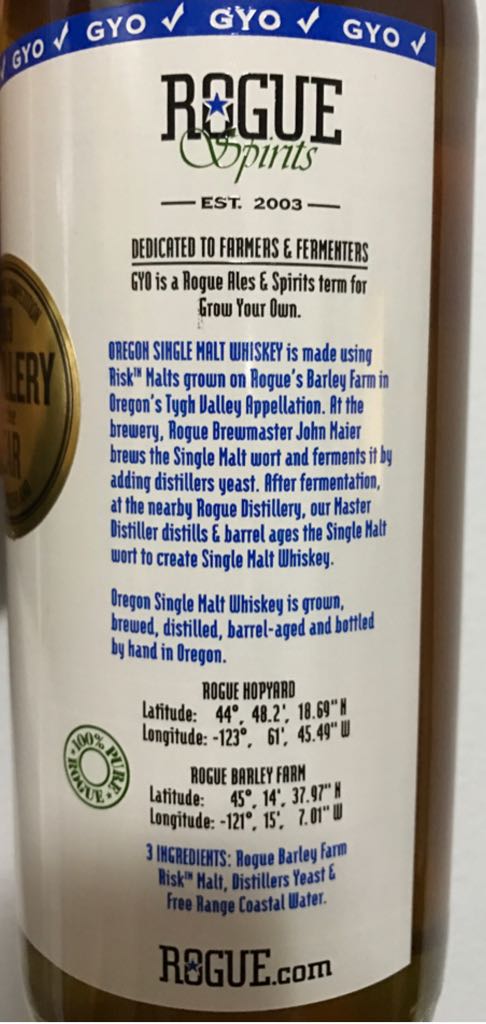 GYO ✓ GYO ✓ GYO ✓ GYO ✓
ROGUE
Spirits
EST. 2003
DEDICATED TO FARMERS & FERMENTERS
GYO is a Rogue Ales & Spirits term for
Grow Your Own.
LERY
AR
OREGON SINGLE MALT WHISKEY is made using
Risk™ Malts grown on Rogue's Barley Farm in
Oregon's Tygh Valley Appellation. At the
brewery, Rogue Brewmaster John Maier
brews the Single Malt wort and ferments it by
adding distillers yeast. After fermentation,
at the nearby Rogue Distillery, our Master
Distiller distills & barrel ages the Single Malt
wort to create Single Malt Whiskey.
Oregon Single Malt Whiskey is grown,
brewed, distilled, barrel-aged and bottled
by hand in Oregon.
ROGUE HOPYARD
Latitude: 44°, 48.2', 18.69" N
Longitude: -123°, 61', 45.49" W
100% PURE
ROGUE
ROGUE BARLEY FARM
Latitude: 45°, 14', 37.97" N
Longitude: -121°, 15', 7.01" W
3 INGREDIENTS: Rogue Barley Farm
Risk™ Malt, Distillers Yeast &
Free Range Coastal Water.
ROGUE.com